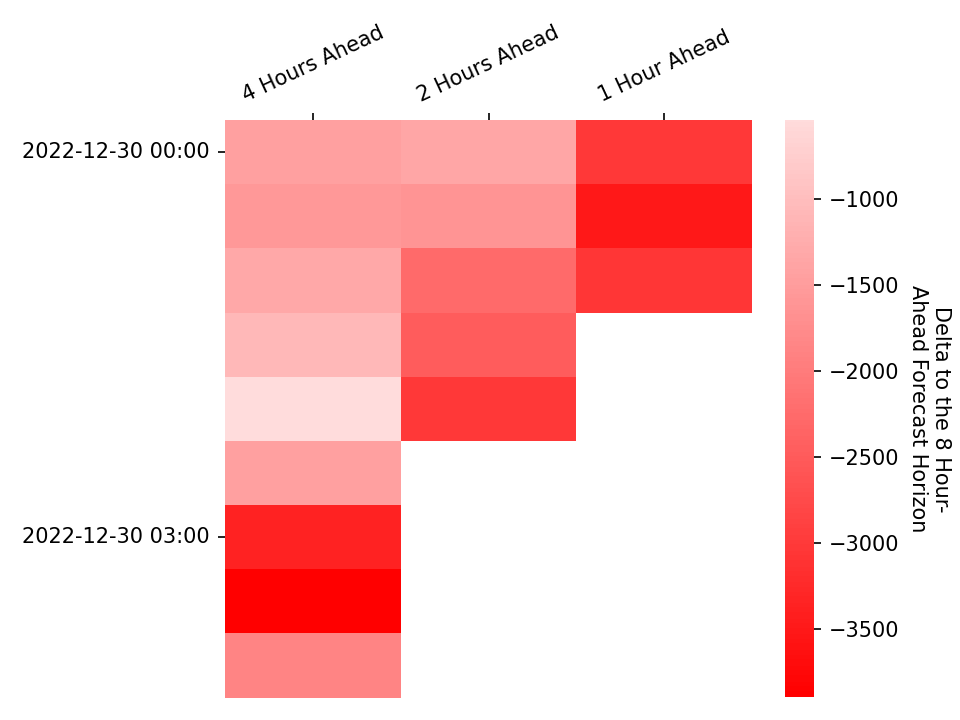 4 Hours Ahead
2 Hours Ahead
1 Hour Ahead
2022-12-30 00:00
2022-12-30 03:00
−1000
−1500
−2000
−2500
−3000
−3500
Delta to the 8 Hour-
Ahead Forecast Horizon